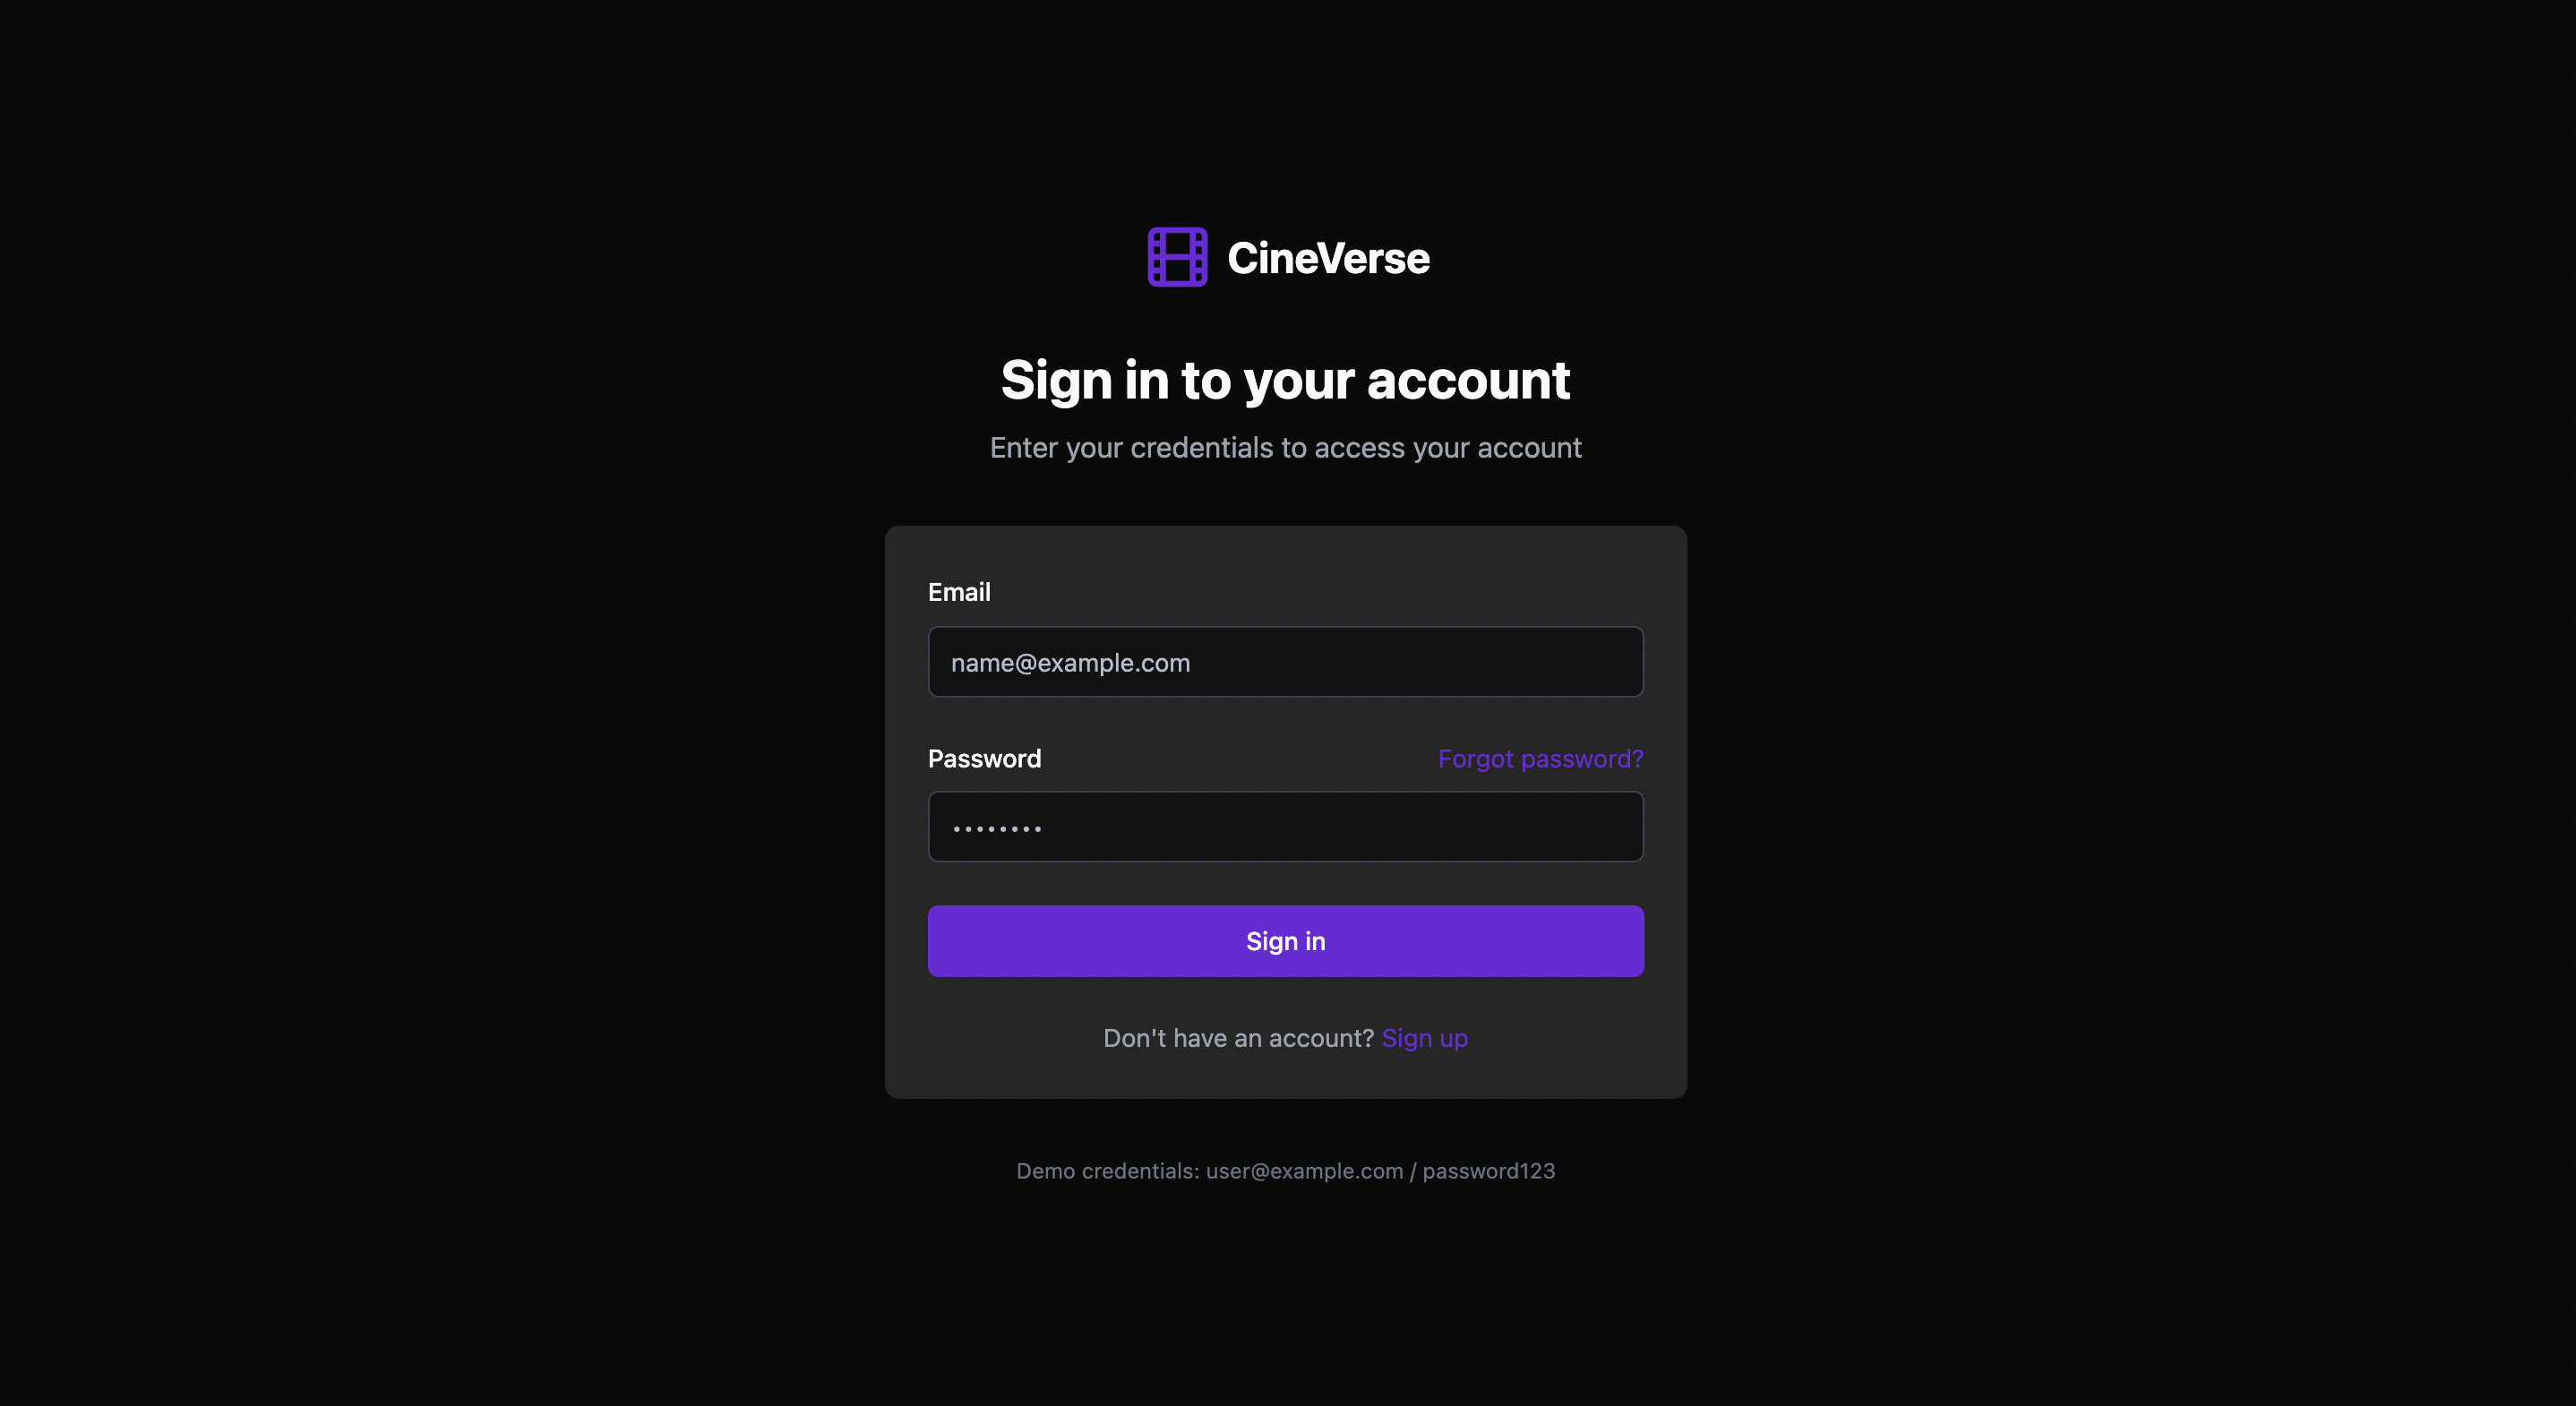 CineVerse
Sign in to your account
Enter your credentials to access your account
Email
name@example.com
Password Forgot password?
••••••••
Sign in
Don't have an account? Sign up
Demo credentials: user@example.com / password123